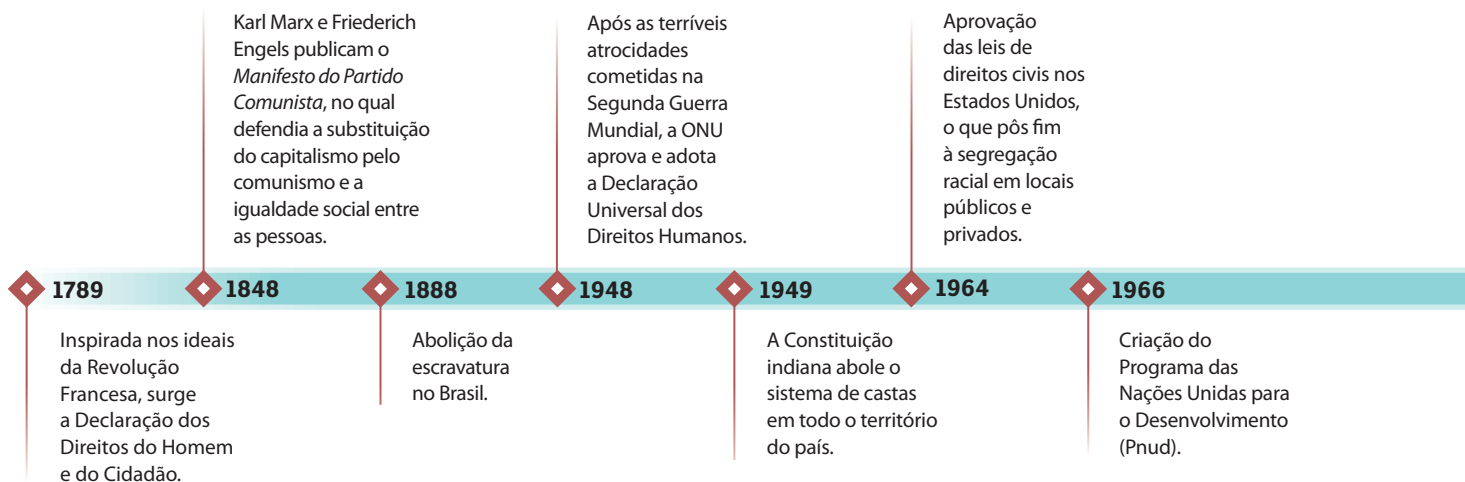 Karl Marx e Friederich
Engels publicam o
Manifesto do Partido
Comunista, no qual
defendia a substituição
do capitalismo pelo
comunismo e a
igualdade social entre
as pessoas.
Após as terríveis
atrocidades
cometidas na
Segunda Guerra
Mundial, a ONU
aprova e adota
a Declaração
Universal dos
Direitos Humanos.
Aprovação
das leis de
direitos civis nos
Estados Unidos,
o que pôs fim
à segregação
racial em locais
públicos e
privados.
1789
1848
1888
1948
1949
1964
1966
Inspirada nos ideais
da Revolução
Francesa, surge
a Declaração dos
Direitos do Homem
e do Cidadão.
Abolição da
escravatura
no Brasil.
A Constituição
indiana abole o
sistema de castas
em todo o território
do país.
Criação do
Programa das
Nações Unidas para
o Desenvolvimento
(Pnud).